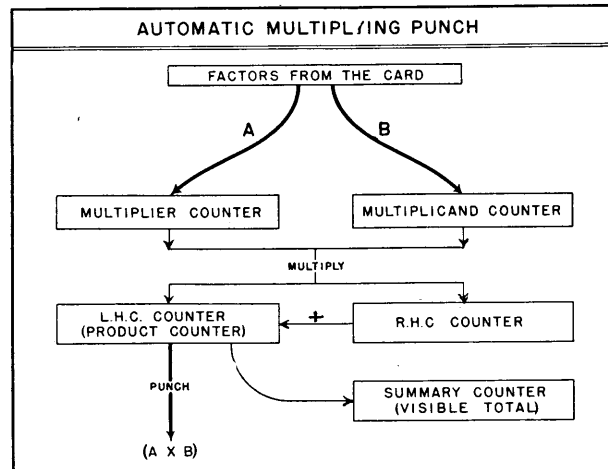 AUTOMATIC MULTIPLYING PUNCH
FACTORS FROM THE CARD
A
B
MULTIPLIER COUNTER
MULTIPLICAND COUNTER
MULTIPLY
L.H.C. COUNTER
(PRODUCT COUNTER)
+
R.H.C COUNTER
PUNCH
SUMMARY COUNTER
(VISIBLE TOTAL)
(A X B)